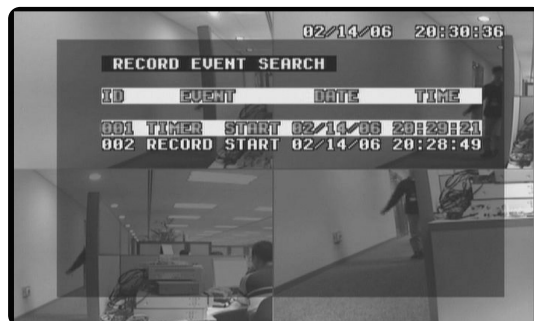 02/14/06 20:30:36
RECORD EVENT SEARCH
ID EVENT DATE TIME
001 TIMER START 02/14/06 20:29:21
002 RECORD START 02/14/06 20:28:49